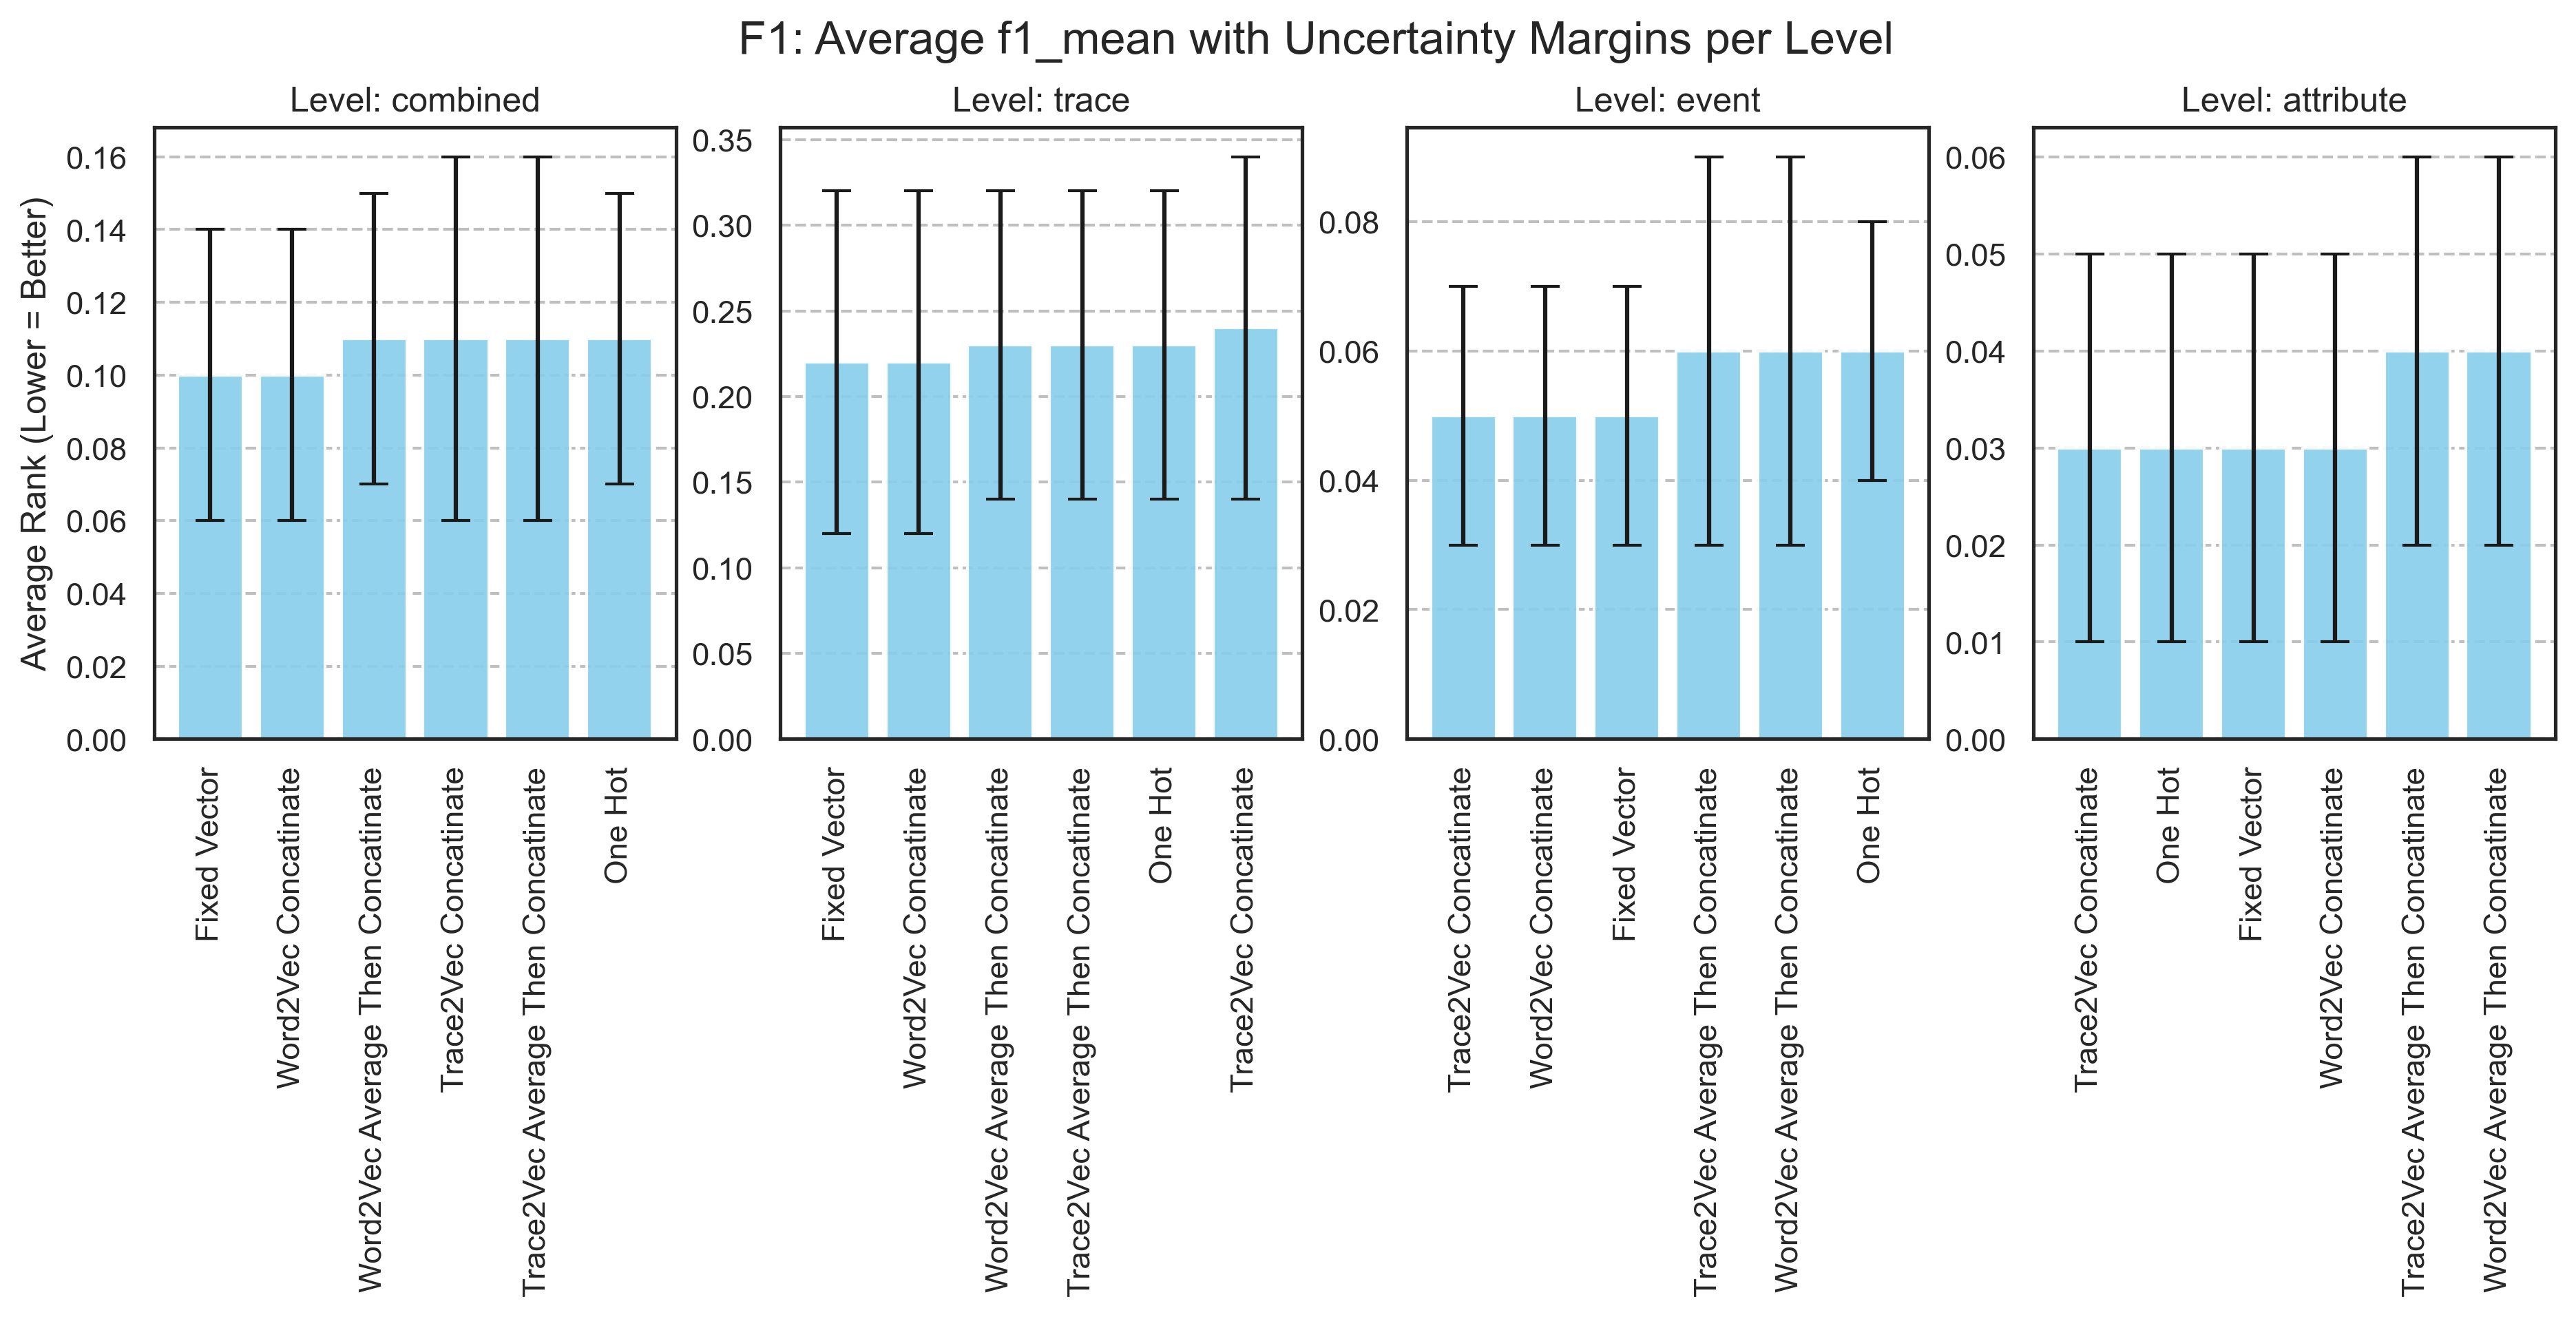 F1: Average f1_mean with Uncertainty Margins per Level
Level: combined
Level: trace
Level: event
Level: attribute
Average Rank (Lower = Better)
0.16
0.14
0.12
0.10
0.08
0.06
0.04
0.02
0.00
Fixed Vector
Word2Vec Concatinate
Word2Vec Average Then Concatinate
Trace2Vec Concatinate
Trace2Vec Average Then Concatinate
One Hot
0.35
0.30
0.25
0.20
0.15
0.10
0.05
0.00
Fixed Vector
Word2Vec Concatinate
Word2Vec Average Then Concatinate
Trace2Vec Average Then Concatinate
One Hot
Trace2Vec Concatinate
0.08
0.06
0.04
0.02
0.00
Trace2Vec Concatinate
Word2Vec Concatinate
Fixed Vector
Trace2Vec Average Then Concatinate
Word2Vec Average Then Concatinate
One Hot
0.06
0.05
0.04
0.03
0.02
0.01
0.00
Trace2Vec Concatinate
One Hot
Fixed Vector
Word2Vec Concatinate
Trace2Vec Average Then Concatinate
Word2Vec Average Then Concatinate